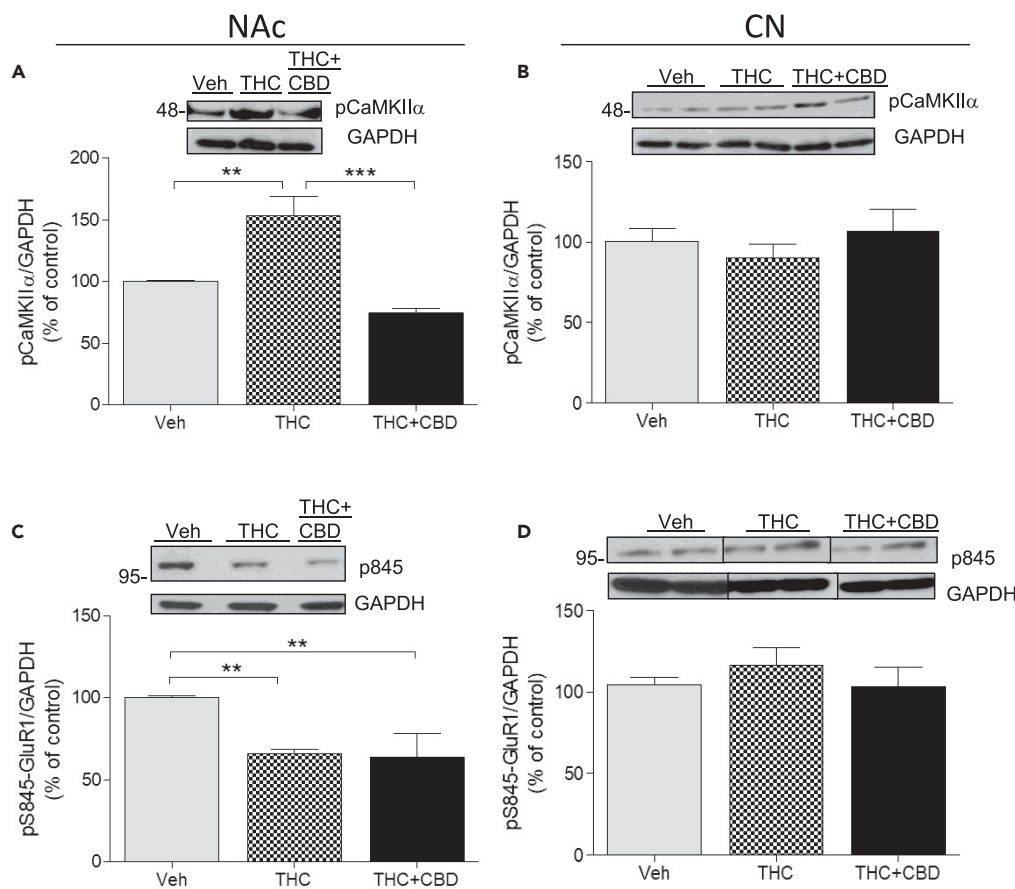 NAc
CN
A
Veh THC THC+
CBD
48-
pCaMKIIα
GAPDH
200
150
100
50
0
** ***
pCaMKIIα/GAPDH
(% of control)
Veh THC THC+CBD
B
Veh THC THC+CBD
48-
pCaMKIIα
GAPDH
150
100
50
0
pCaMKIIα/GAPDH
(% of control)
Veh THC THC+CBD
C
Veh THC THC+
CBD
95-
p845
GAPDH
150
100
50
0
**
**
pS845-GluR1/GAPDH
(% of control)
Veh THC THC+CBD
D
Veh THC THC+CBD
95-
p845
GAPDH
150
100
50
0
pS845-GluR1/GAPDH
(% of control)
Veh THC THC+CBD